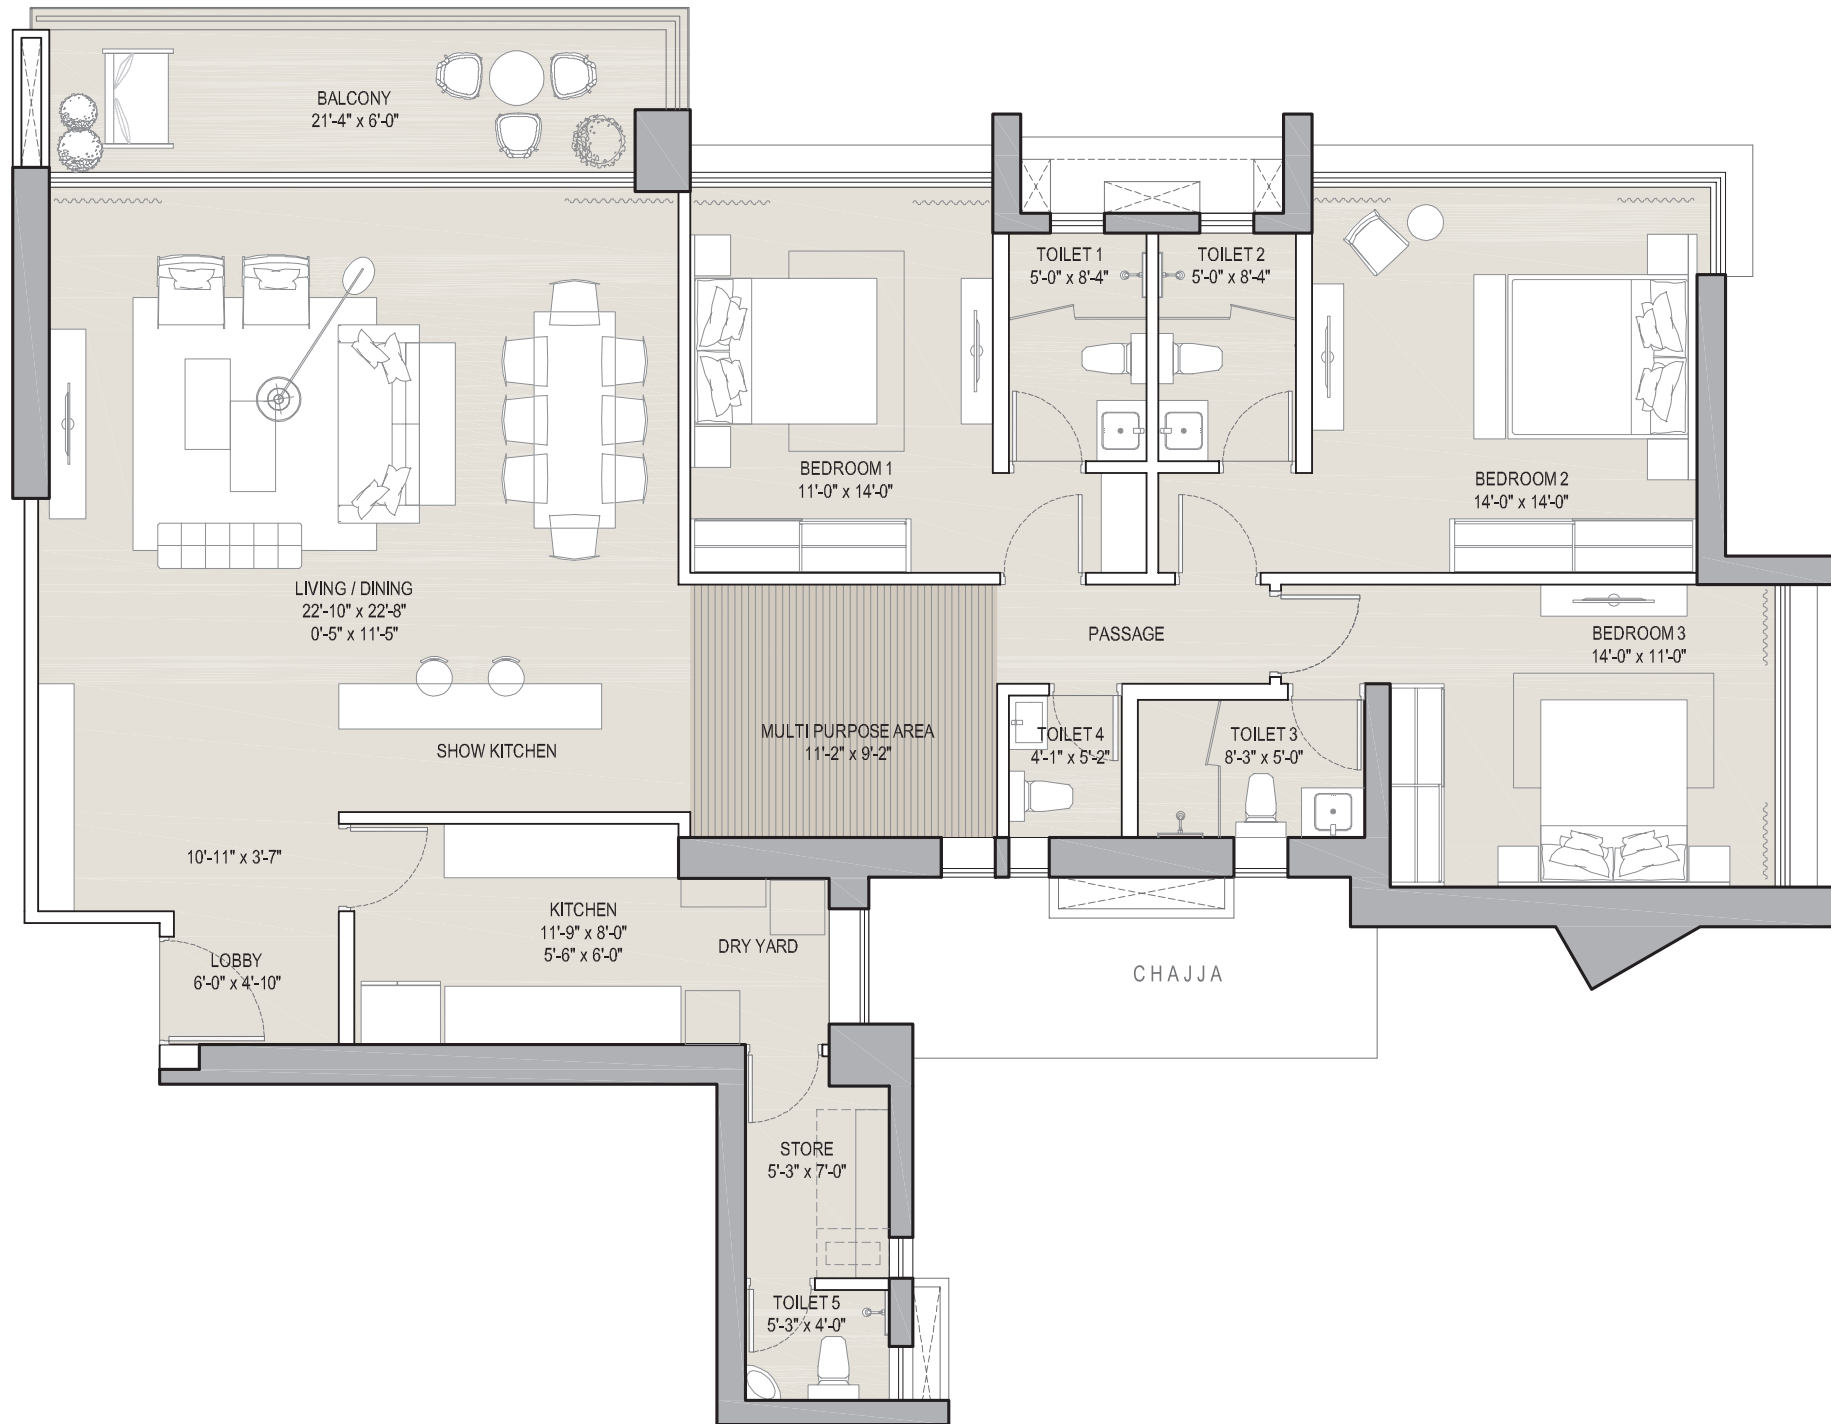 BALCONY
21'-4" x 6'-0"
TOILET 1
5'-0" x 8'-4"
TOILET 2
5'-0" x 8'-4"
BEDROOM 1
11'-0" x 14'-0"
BEDROOM 2
14'-0" x 14'-0"
LIVING / DINING
22'-10" x 22'-8"
0'-5" x 11'-5"
PASSAGE
BEDROOM 3
14'-0" x 11'-0"
SHOW KITCHEN
MULTI PURPOSE AREA
11'-2" x 9'-2"
TOILET 4
4'-1" x 5'-2"
TOILET 3
8'-3" x 5'-0"
10'-11" x 3'-7"
KITCHEN
11'-9" x 8'-0"
5'-6" x 6'-0"
DRY YARD
LOBBY
6'-0" x 4'-10"
CHAJJA
STORE
5'-3" x 7'-0"
TOILET 5
5'-3" x 4'-0"